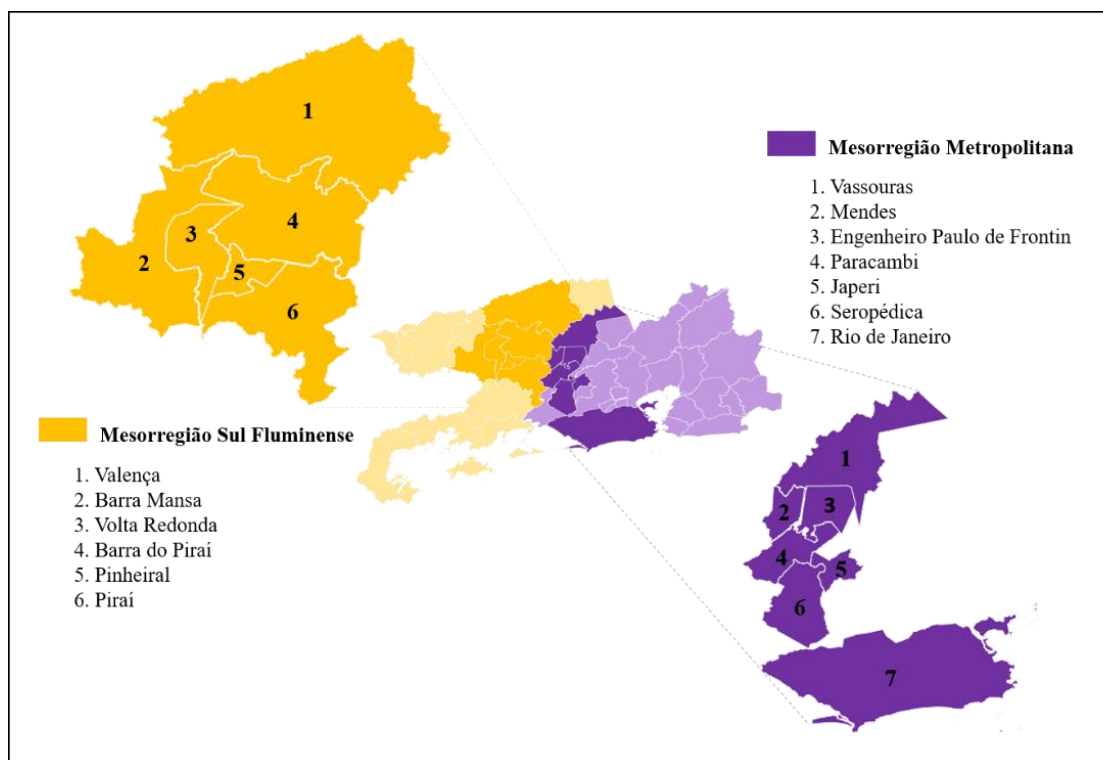 1
2
3
4
5
6
Mesorregião Metropolitana
1. Vassouras
2. Mendes
3. Engenheiro Paulo de Frontin
4. Paracambi
5. Japeri
6. Seropédica
7. Rio de Janeiro
Mesorregião Sul Fluminense
1. Valença
2. Barra Mansa
3. Volta Redonda
4. Barra do Piraí
5. Pinheiral
6. Piraí
1
2
3
4
5
6
7